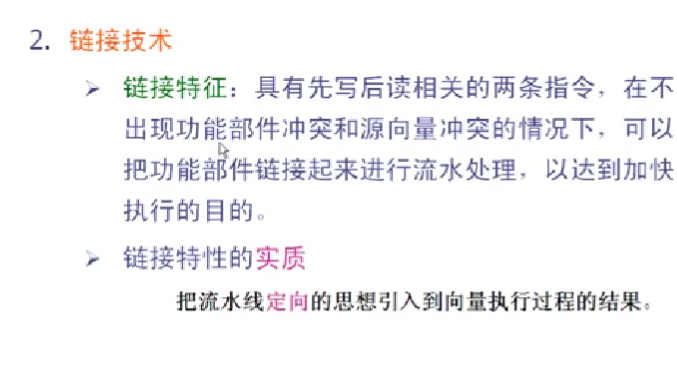 2. 链接技术
➢ 链接特征：具有先写后读相关的两条指令，在不
出现功能部件冲突和源向量冲突的情况下，可以
把功能部件链接起来进行流水处理，以达到加快
执行的目的。
➢ 链接特性的实质
把流水线定向的思想引入到向量执行过程的结果。